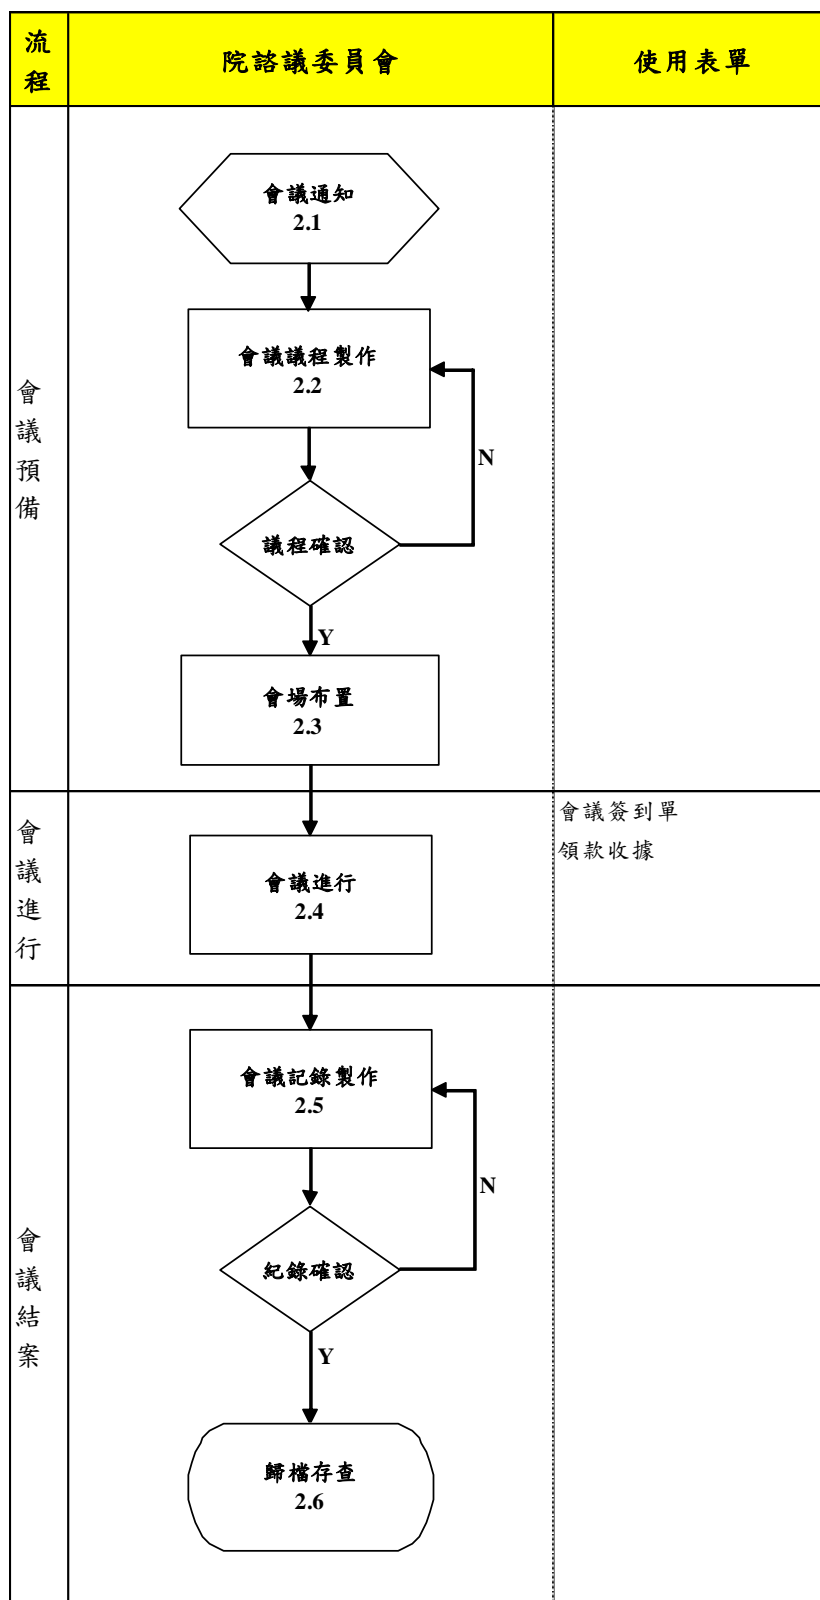 流程
院諮議委員會
使用表單
會議預備
會議通知
2.1
會議議程製作
2.2
N
議程確認
Y
會場布置
2.3
會議進行
會議簽到單
領款收據
會議進行
2.4
會議結案
會議記錄製作
2.5
N
紀錄確認
Y
歸檔存查
2.6